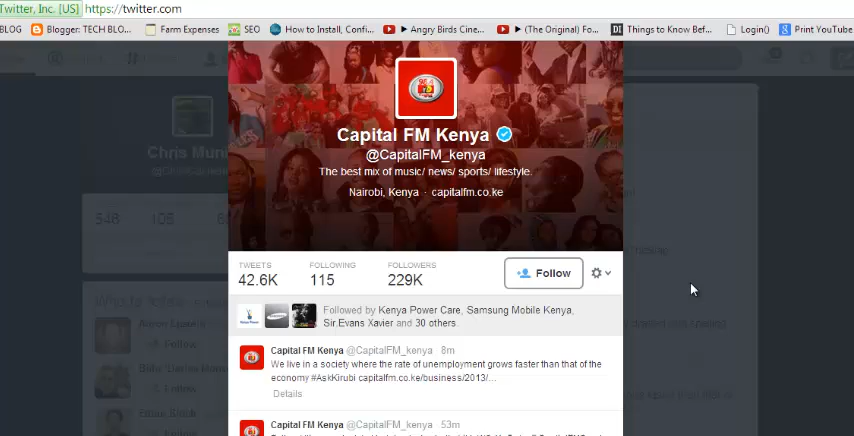 Twitter, Inc. [US] https://twitter.com
BLOG Blogger: TECH BLO... Farm Expenses SEO How to Install, Confi... ► Angry Birds Cine... ► (The Original) Fo... Things to Know Bef... Login() Print YouTube
Capital FM Kenya
@CapitalFM_kenya
The best mix of music/ news/ sports/ lifestyle.
Nairobi, Kenya · capitalfm.co.ke
TWEETS FOLLOWING FOLLOWERS
42.6K 115 229K
Follow
Followed by Kenya Power Care, Samsung Mobile Kenya,
Sir.Evans Xavier and 30 others.
Capital FM Kenya @CapitalFM_kenya 8m
We live in a society where the rate of unemployment grows faster than that of the
economy #AskKirubi capitalfm.co.ke/business/2013/...
Details
Capital FM Kenya @CapitalFM_kenya 53m